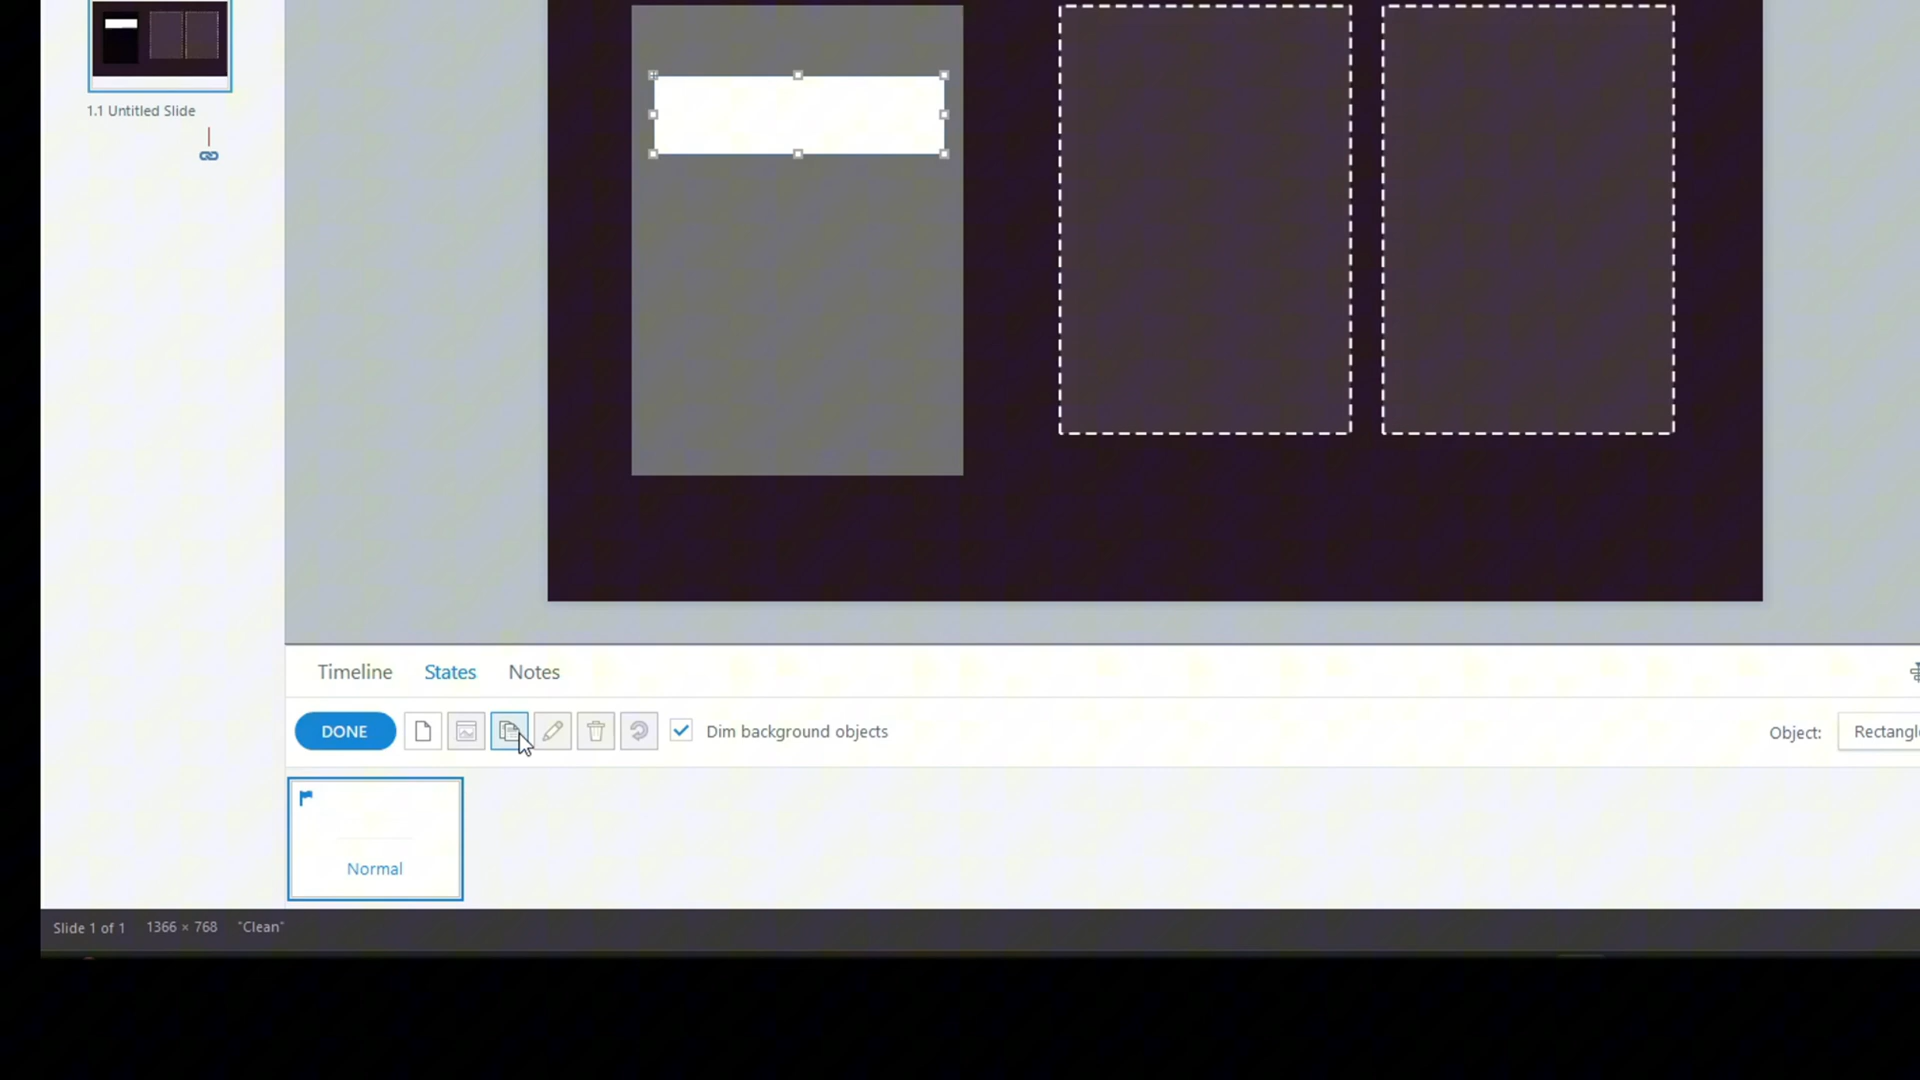 1.1 Untitled Slide
Timeline
States
Notes
DONE
Dim background objects
Object:
Normal
Slide 1 of 1
1366 × 768
"Clean"